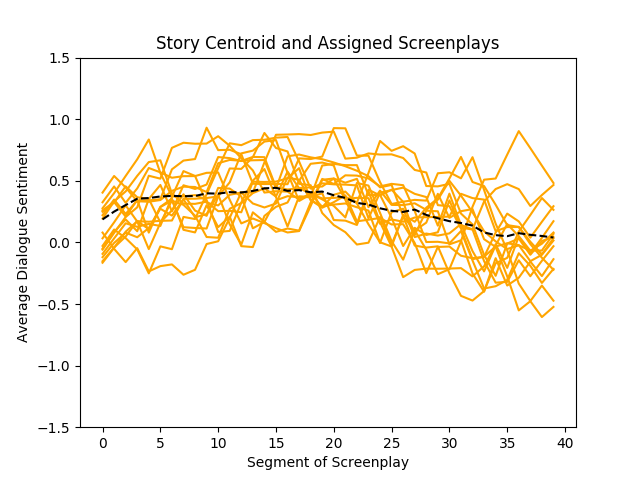 Story Centroid and Assigned Screenplays
1.5
1.0
0.5
0.0
−0.5
−1.0
−1.5
Average Dialogue Sentiment
0 5 10 15 20 25 30 35 40
Segment of Screenplay